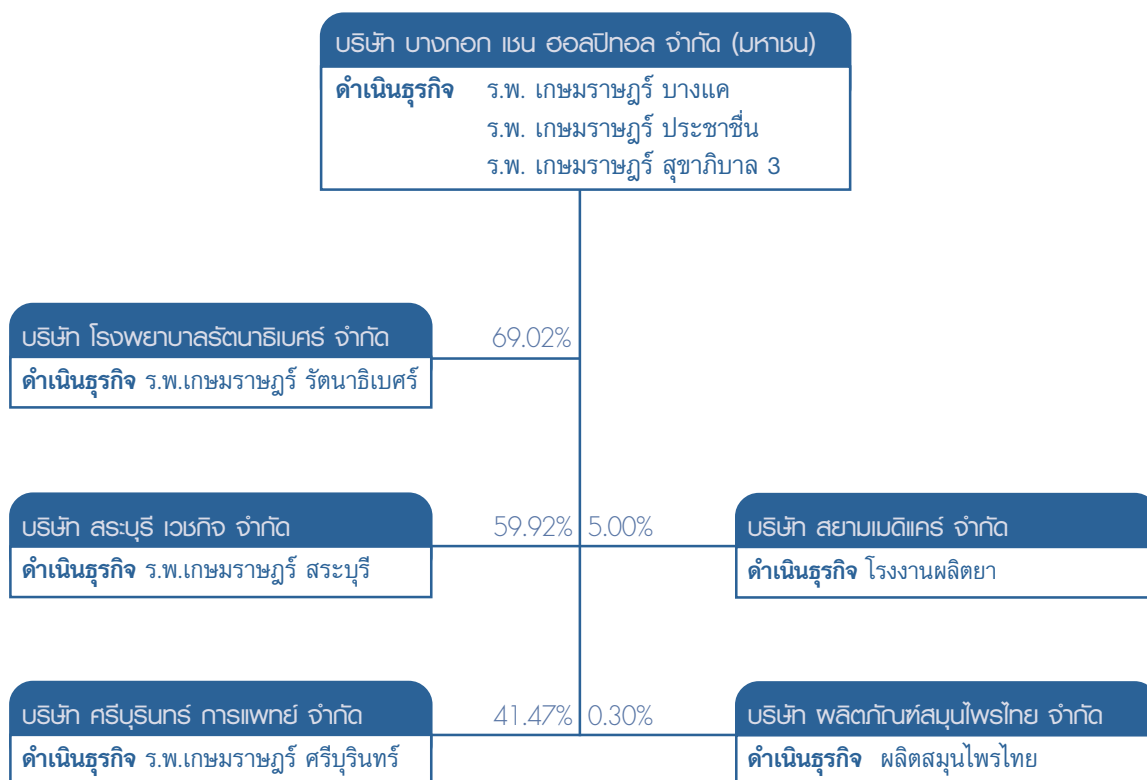 บริษัท บางกอก เชน ฮอสปิทอล จำกัด (มหาชน)
ดำเนินธุรกิจ ร.พ. เกษมราษฎร์ บางแค
ร.พ. เกษมราษฎร์ ประชาชื่น
ร.พ. เกษมราษฎร์ สุขาภิบาล 3
บริษัท โรงพยาบาลรัตนาธิเบศร์ จำกัด
69.02%
ดำเนินธุรกิจ ร.พ.เกษมราษฎร์ รัตนาธิเบศร์
บริษัท สระบุรี เวชกิจ จำกัด
59.92%
5.00%
บริษัท สยามเมดิแคร์ จำกัด
ดำเนินธุรกิจ ร.พ.เกษมราษฎร์ สระบุรี
ดำเนินธุรกิจ โรงงานผลิตยา
บริษัท ศรีบุรินทร์ การแพทย์ จำกัด
41.47%
0.30%
บริษัท ผลิตภัณฑ์สมุนไพรไทย จำกัด
ดำเนินธุรกิจ ร.พ.เกษมราษฎร์ ศรีบุรินทร์
ดำเนินธุรกิจ ผลิตสมุนไพรไทย